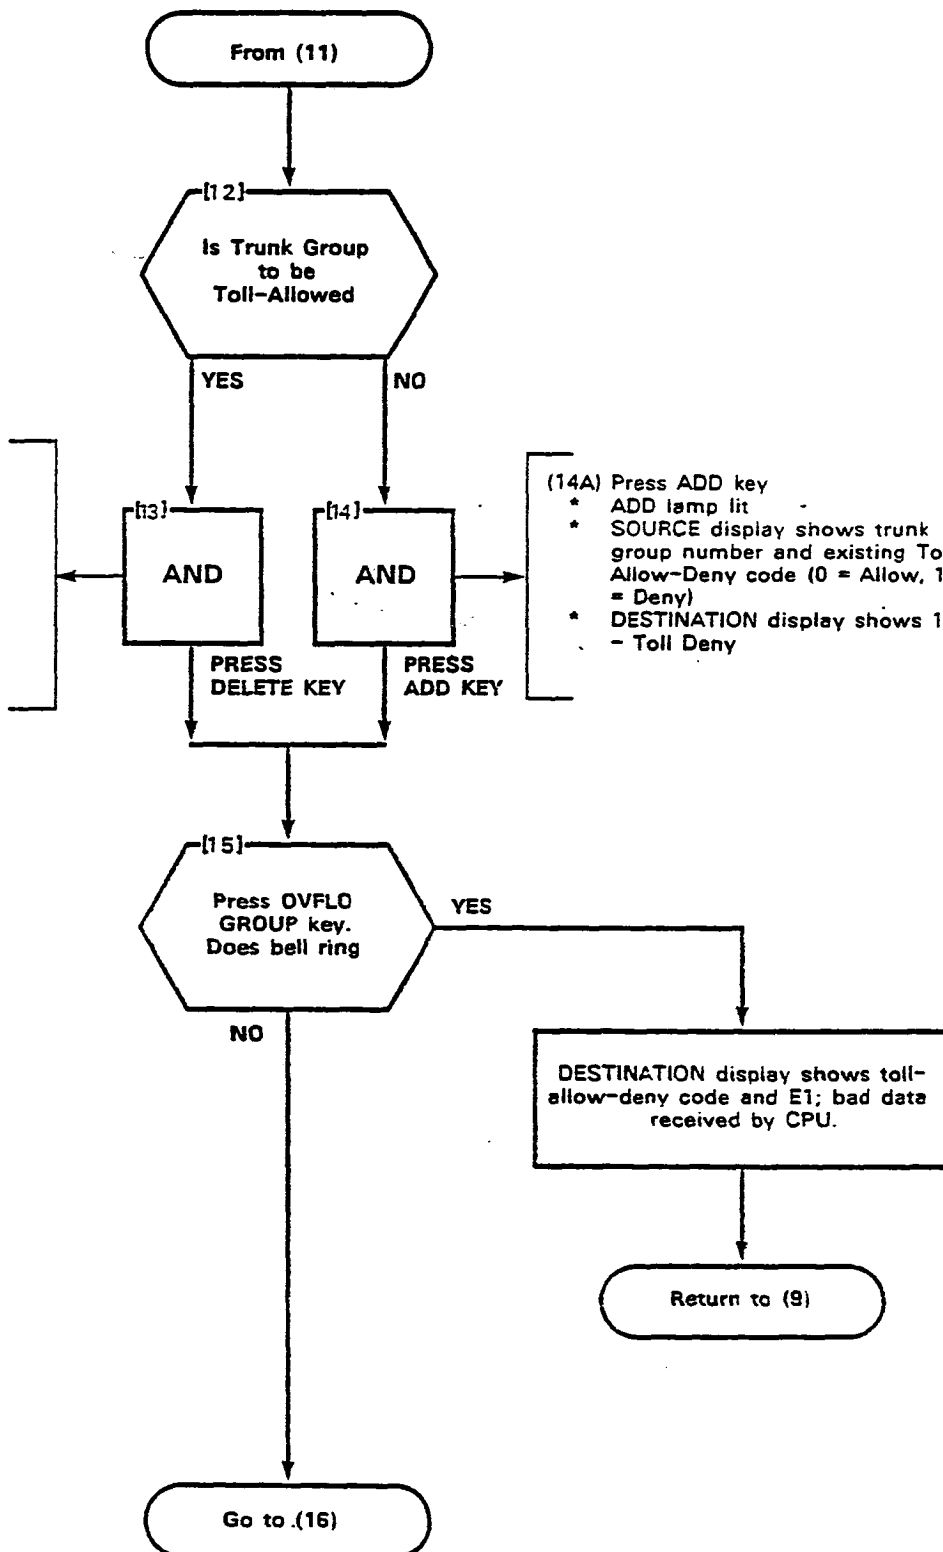 From (11)
[12]
Is Trunk Group
to be
Toll-Allowed
YES
NO
[13]
AND
[14]
AND
(14A) Press ADD key
* ADD lamp lit
* SOURCE display shows trunk
group number and existing To
Allow-Deny code (0 = Allow, 1
= Deny)
* DESTINATION display shows 1
- Toll Deny
PRESS
DELETE KEY
PRESS
ADD KEY
[15]
Press OVFLO
GROUP key.
Does bell ring
YES
NO
DESTINATION display shows toll-
allow-deny code and E1; bad data
received by CPU.
Return to (9)
Go to .(16)